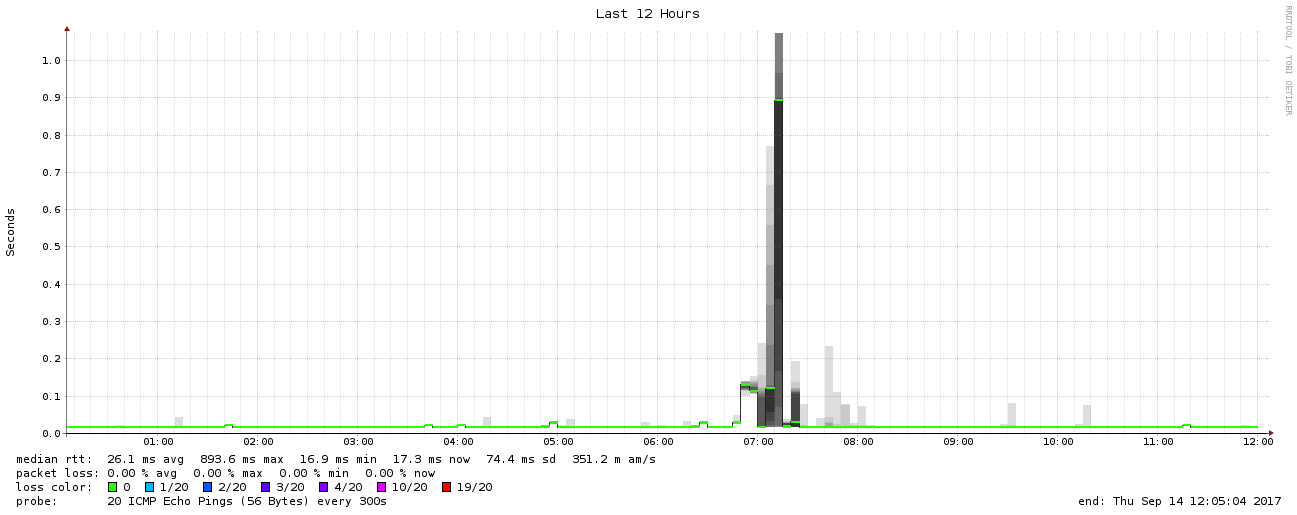 Last 12 Hours
RRDTOOL / TOBI OETIKER
Seconds
1.0
0.9
0.8
0.7
0.6
0.5
0.4
0.3
0.2
0.1
0.0
01:00 02:00 03:00 04:00 05:00 06:00 07:00 08:00 09:00 10:00 11:00 12:00
median rtt: 26.1 ms avg 893.6 ms max 16.9 ms min 17.3 ms now 74.4 ms sd 351.2 m am/s
packet loss: 0.00 % avg 0.00 % max 0.00 % min 0.00 % now
loss color: 0 1/20 2/20 3/20 4/20 10/20 19/20
probe: 20 ICMP Echo Pings (56 Bytes) every 300s end: Thu Sep 14 12:05:04 2017